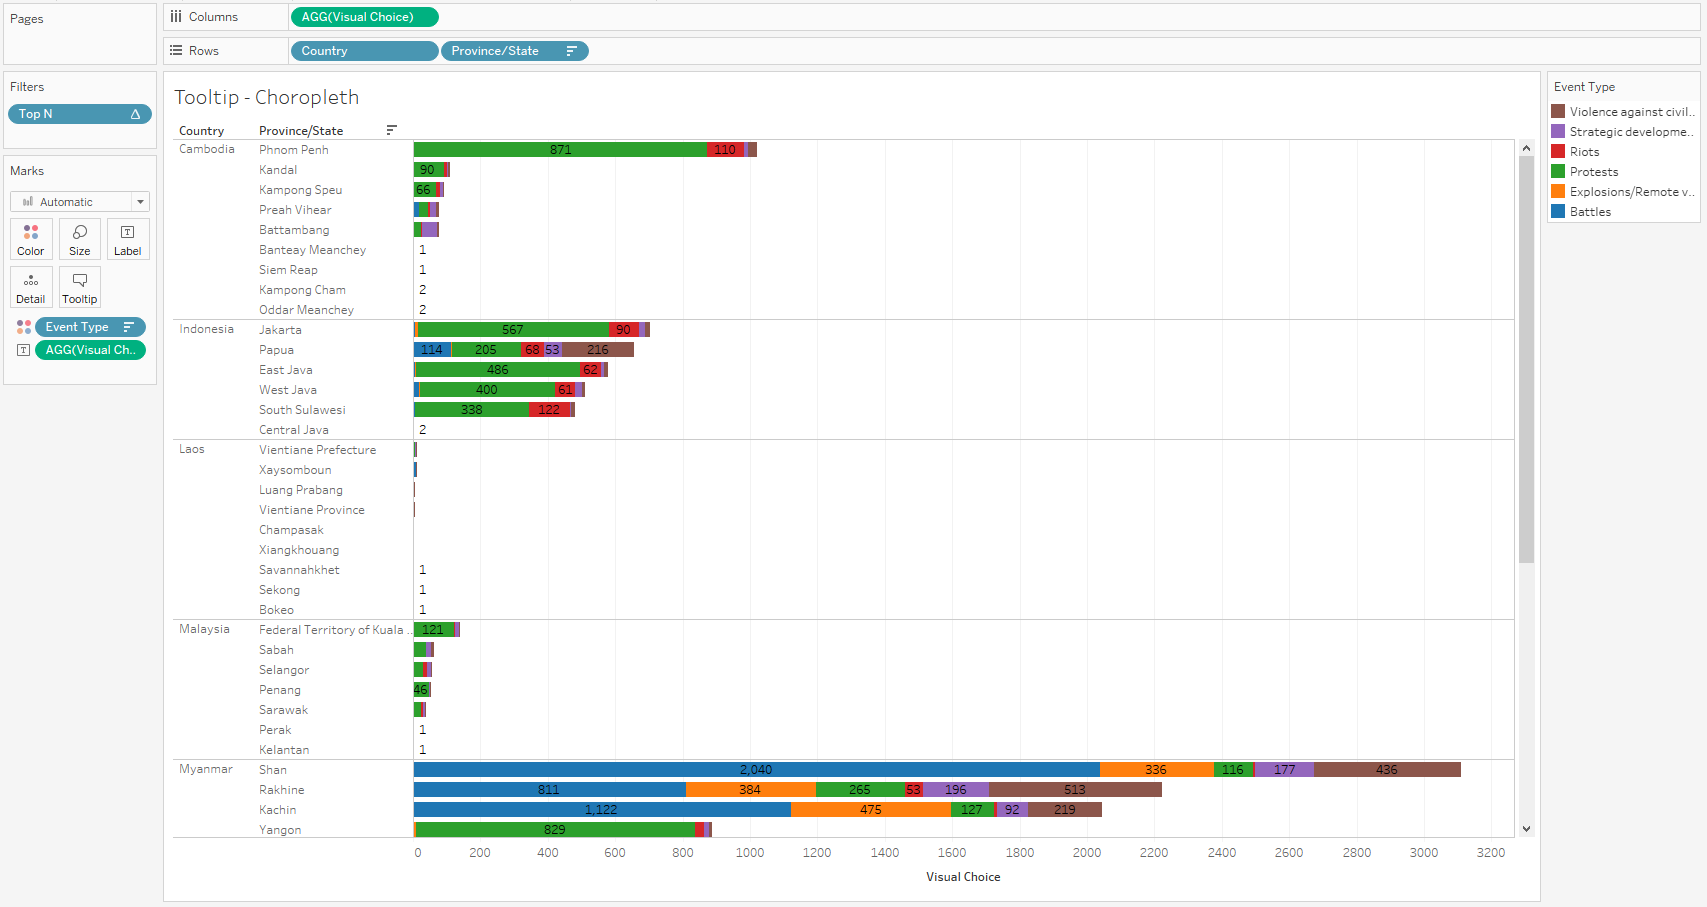 Pages
Columns
AGG(Visual Choice)
Rows
Country
Province/State
Filters
Top N
Marks
Automatic
Color
Size
Label
Detail
Tooltip
Event Type
AGG(Visual Ch..
Tooltip - Choropleth
Country Province/State
Cambodia Phnom Penh 871 110
Kandal 90
Kampong Speu 66
Preah Vihear
Battambang
Banteay Meanchey 1
Siem Reap 1
Kampong Cham 2
Oddar Meanchey 2
Indonesia Jakarta 567 90
Papua 114 205 68 53 216
East Java 486 62
West Java 400 61
South Sulawesi 338 122
Central Java 2
Laos Vientiane Prefecture
Xaysomboun
Luang Prabang
Vientiane Province
Champasak
Xiangkhouang
Savannahkhet 1
Sekong 1
Bokeo 1
Malaysia Federal Territory of Kuala .. 121
Sabah
Selangor
Penang 46
Sarawak
Perak 1
Kelantan 1
Myanmar Shan 2,040 336 116 177 436
Rakhine 811 384 265 53 196 513
Kachin 1,122 475 127 92 219
Yangon 829
0 200 400 600 800 1000 1200 1400 1600 1800 2000 2200 2400 2600 2800 3000 3200
Visual Choice
Event Type
Violence against civil..
Strategic developme..
Riots
Protests
Explosions/Remote v..
Battles